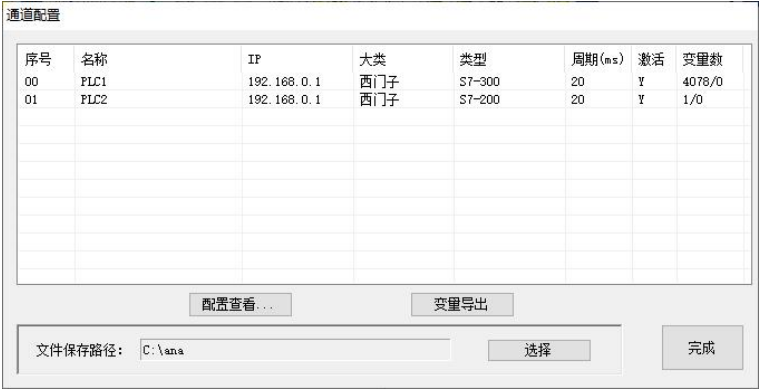 通道配置
序号 名称 IP 大类 类型 周期(ms) 激活 变量数
00 PLC1 192.168.0.1 西门子 S7-300 20 Y 4078/0
01 PLC2 192.168.0.1 西门子 S7-200 20 Y 1/0
配置查看... 变量导出
文件保存路径： C:\ana 选择 完成